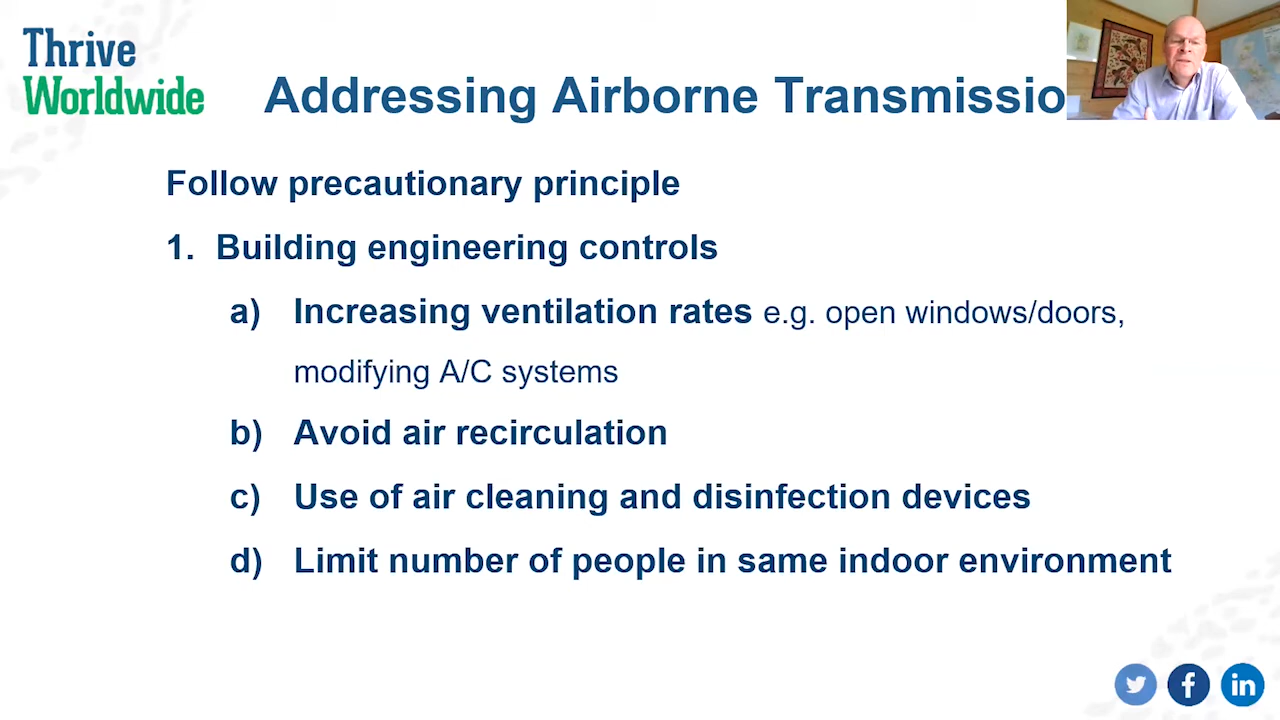 Thrive
Worldwide
Addressing Airborne Transmissio
Follow precautionary principle
1. Building engineering controls
a) Increasing ventilation rates e.g. open windows/doors,
modifying A/C systems
b) Avoid air recirculation
c) Use of air cleaning and disinfection devices
d) Limit number of people in same indoor environment